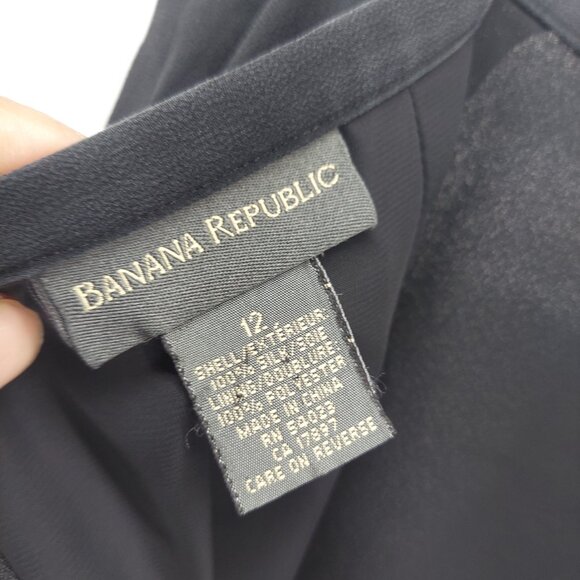 BANANA REPUBLIC
12
SHELL/EXTÉRIEUR
100% SILK/SOIE
LINING/DOUBLURE
100% POLYESTER
MADE IN CHINA
RN 54023
CA 17897
CARE ON REVERSE